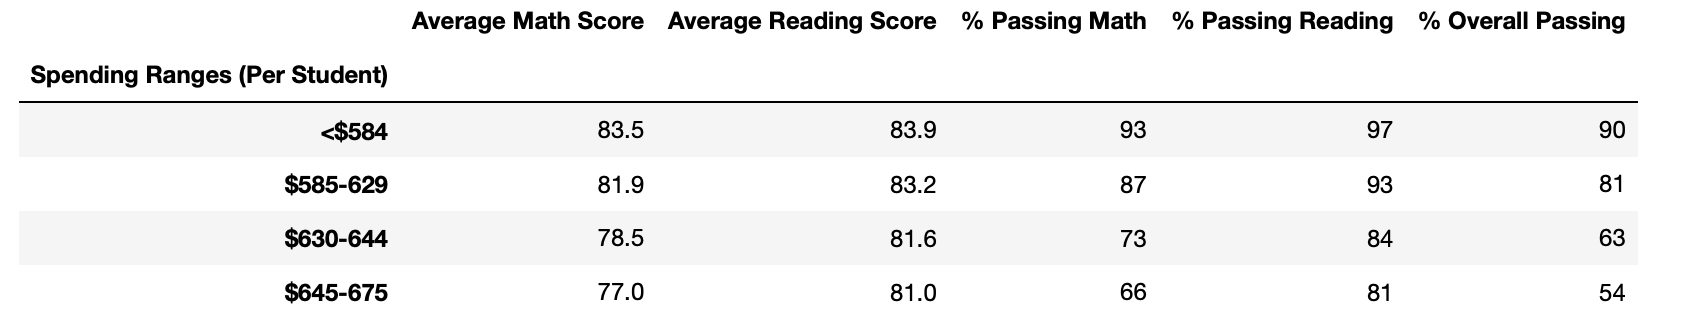 Average Math Score Average Reading Score % Passing Math % Passing Reading % Overall Passing
Spending Ranges (Per Student)
<$584 83.5 83.9 93 97 90
$585-629 81.9 83.2 87 93 81
$630-644 78.5 81.6 73 84 63
$645-675 77.0 81.0 66 81 54